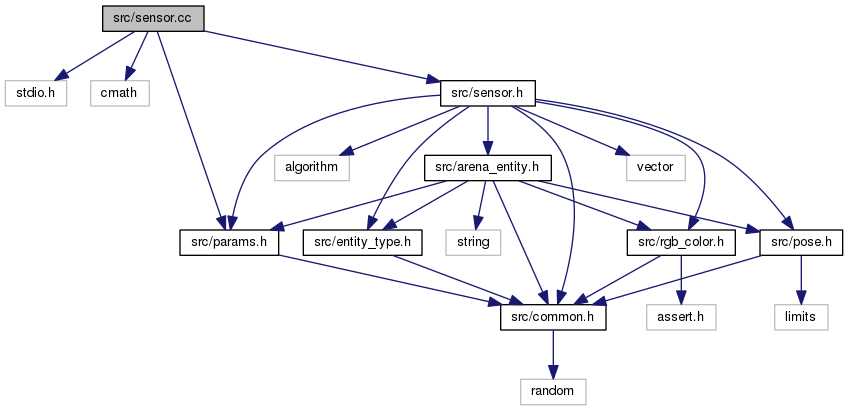 src/sensor.cc
stdio.h
cmath
src/sensor.h
algorithm
src/arena_entity.h
vector
src/params.h
src/entity_type.h
string
src/rgb_color.h
src/pose.h
src/common.h
assert.h
limits
random